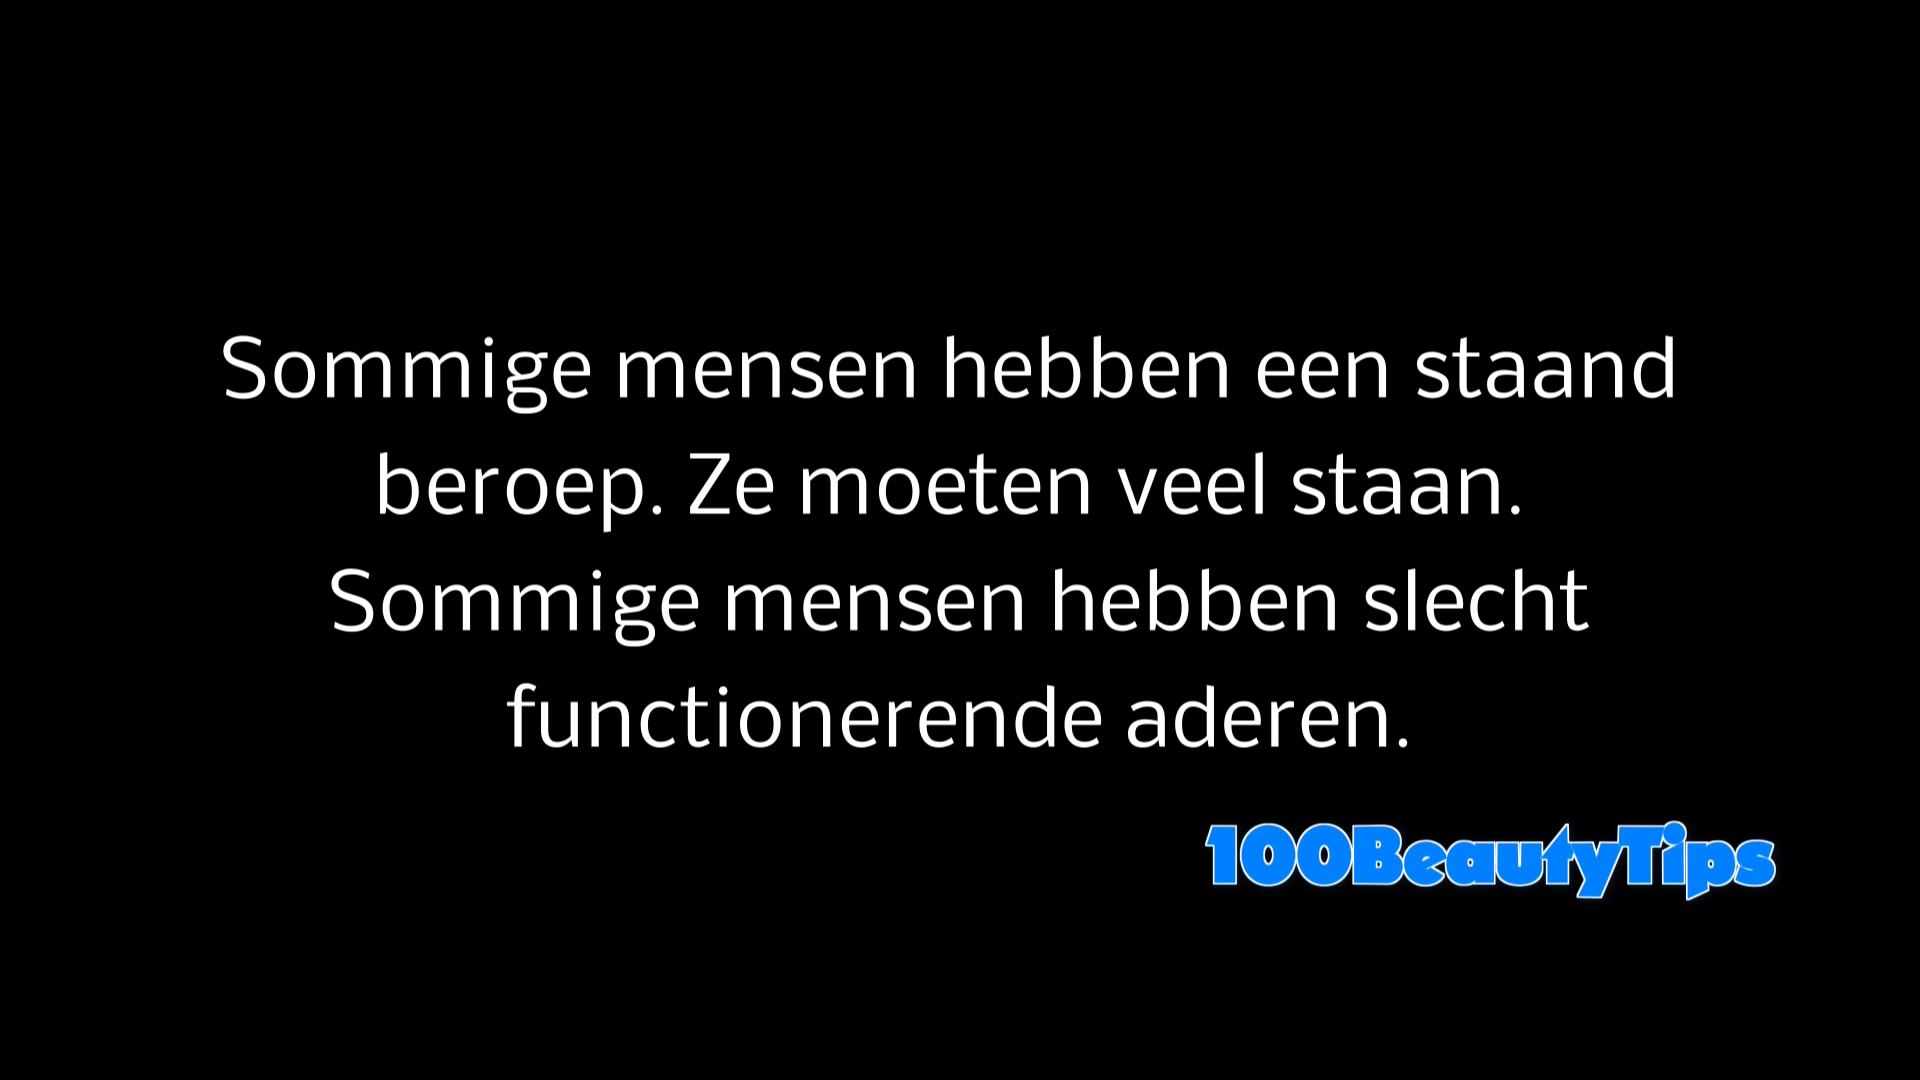 Sommige mensen hebben een staand
beroep. Ze moeten veel staan.
Sommige mensen hebben slecht
functionerende aderen.
100BeautyTips